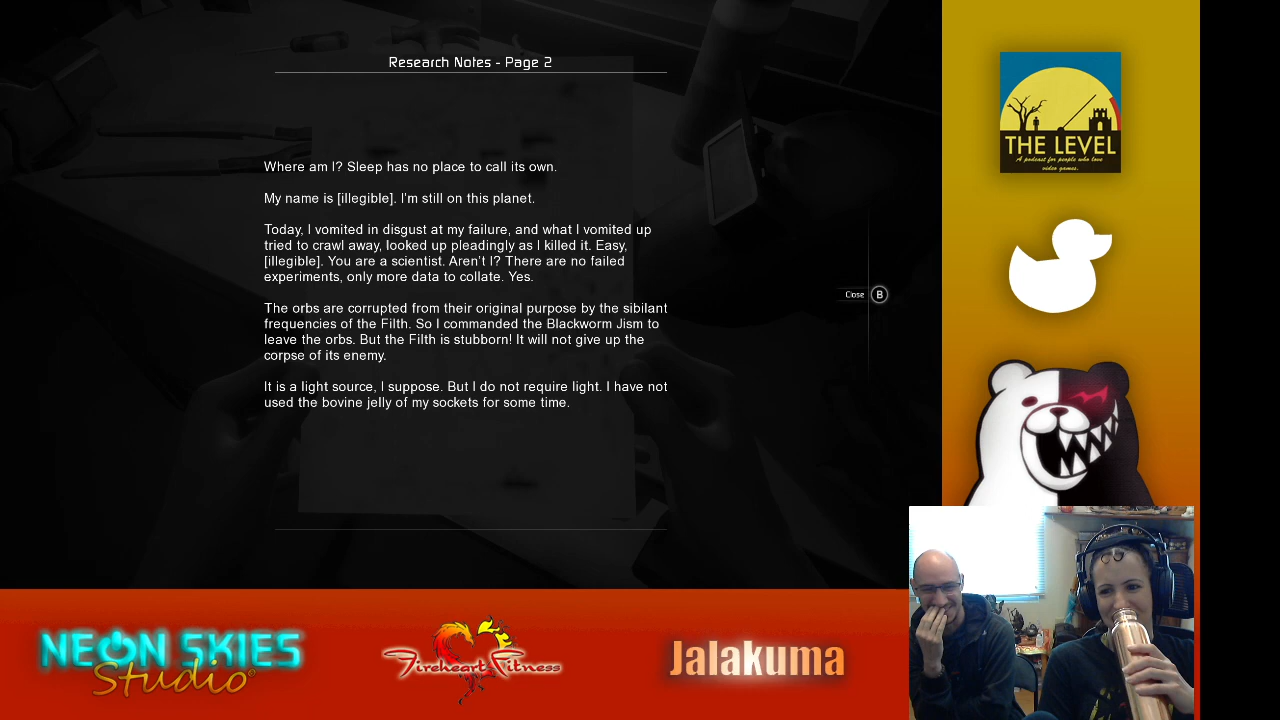 Research Notes - Page 2
Where am I? Sleep has no place to call its own.
My name is [illegible]. I'm still on this planet.
Today, I vomited in disgust at my failure, and what I vomited up
tried to crawl away, looked up pleadingly as I killed it. Easy,
[illegible]. You are a scientist. Aren't I? There are no failed
experiments, only more data to collate. Yes.
The orbs are corrupted from their original purpose by the sibilant
frequencies of the Filth. So I commanded the Blackworm Jism to
leave the orbs. But the Filth is stubborn! It will not give up the
corpse of its enemy.
It is a light source, I suppose. But I do not require light. I have not
used the bovine jelly of my sockets for some time.
Close B
THE LEVEL
A podcast for people who love
video games.
NEON SKIES
Studio
Fireheart Fitness
Jalakuma